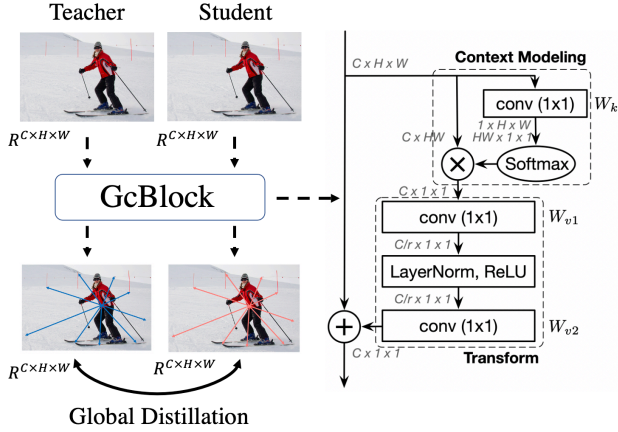 Teacher
Student
R^{C×H×W}
R^{C×H×W}
GcBlock
R^{C×H×W}
R^{C×H×W}
Global Distillation
C x H x W
Context Modeling
conv (1x1)
W_k
1 x H x W
C x HW
HW x 1 x 1
Softmax
C x 1 x 1
conv (1x1)
W_{v1}
C/r x 1 x 1
LayerNorm, ReLU
C/r x 1 x 1
conv (1x1)
W_{v2}
C x 1 x 1
Transform